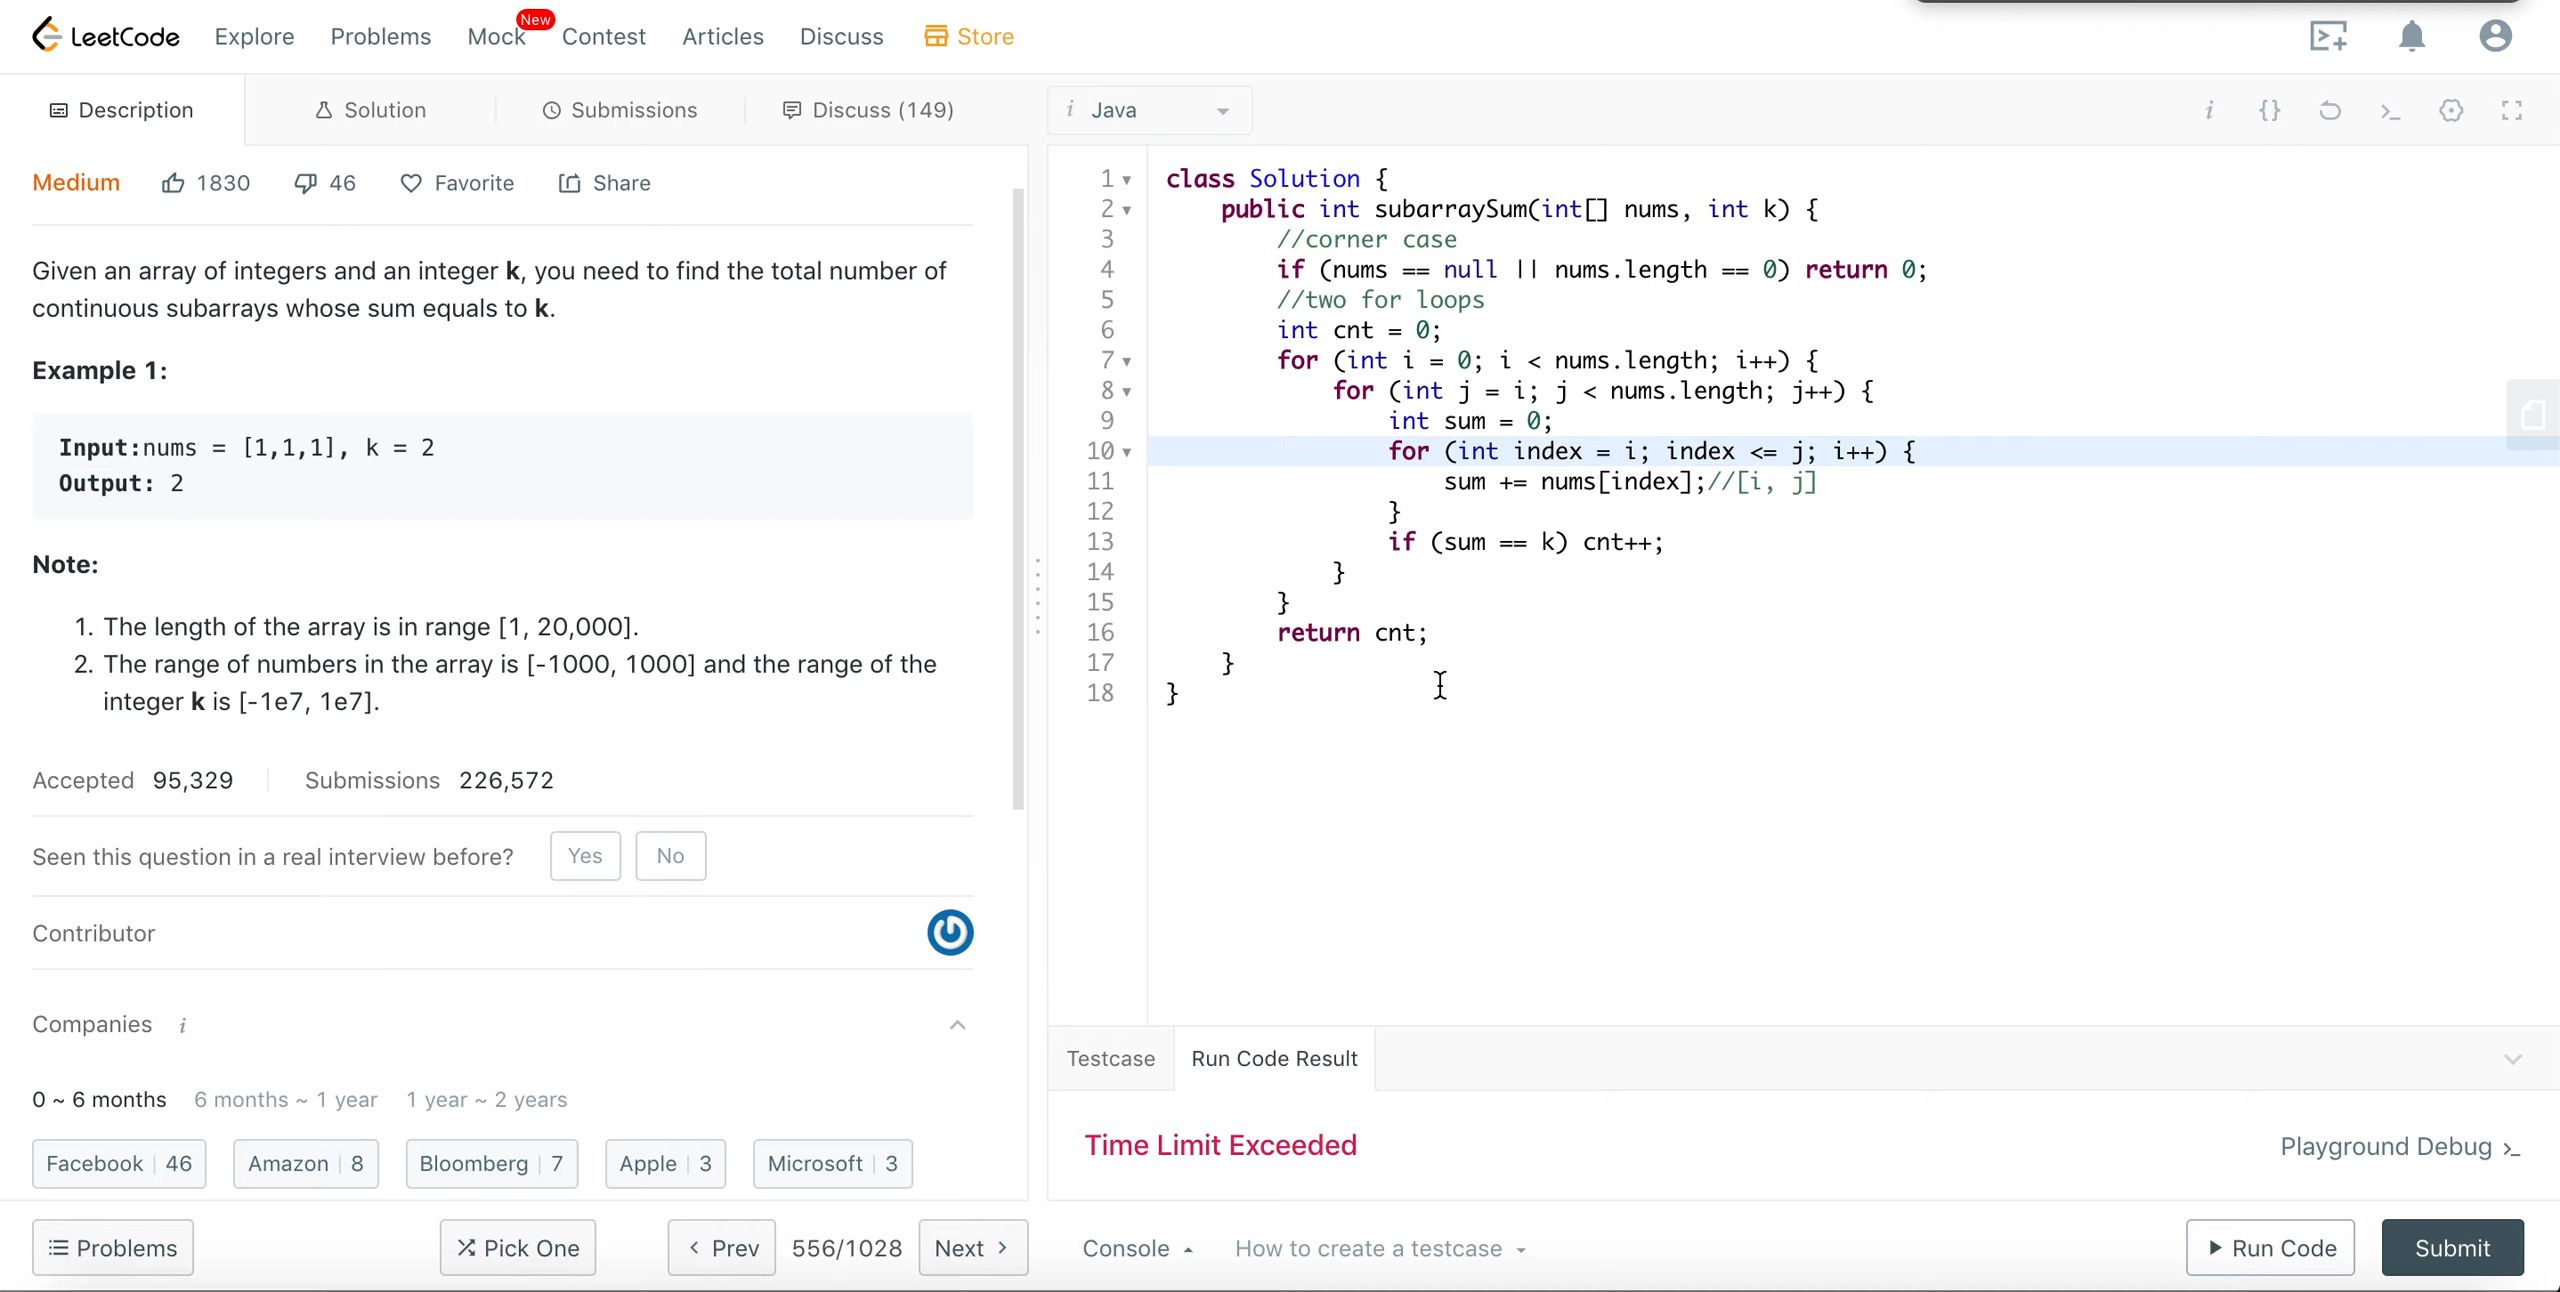 LeetCode Explore Problems Mock New Contest Articles Discuss Store
Description Solution Submissions Discuss (149)
Medium 1830 46 Favorite Share
Given an array of integers and an integer k, you need to find the total number of
continuous subarrays whose sum equals to k.
Example 1:
Input:nums = [1,1,1], k = 2
Output: 2
Note:
1. The length of the array is in range [1, 20,000].
2. The range of numbers in the array is [-1000, 1000] and the range of the
integer k is [-1e7, 1e7].
Accepted 95,329 Submissions 226,572
Seen this question in a real interview before? Yes No
Contributor
Companies i
0 ~ 6 months 6 months ~ 1 year 1 year ~ 2 years
Facebook 46 Amazon 8 Bloomberg 7 Apple 3 Microsoft 3
Problems Pick One Prev 556/1028 Next
i Java i {}
1 class Solution {
2 public int subarraySum(int[] nums, int k) {
3 //corner case
4 if (nums == null || nums.length == 0) return 0;
5 //two for loops
6 int cnt = 0;
7 for (int i = 0; i < nums.length; i++) {
8 for (int j = i; j < nums.length; j++) {
9 int sum = 0;
10 for (int index = i; index <= j; i++) {
11 sum += nums[index];//[i, j]
12 }
13 if (sum == k) cnt++;
14 }
15 }
16 return cnt;
17 }
18 }
Testcase Run Code Result
Time Limit Exceeded Playground Debug >_
Console How to create a testcase Run Code Submit